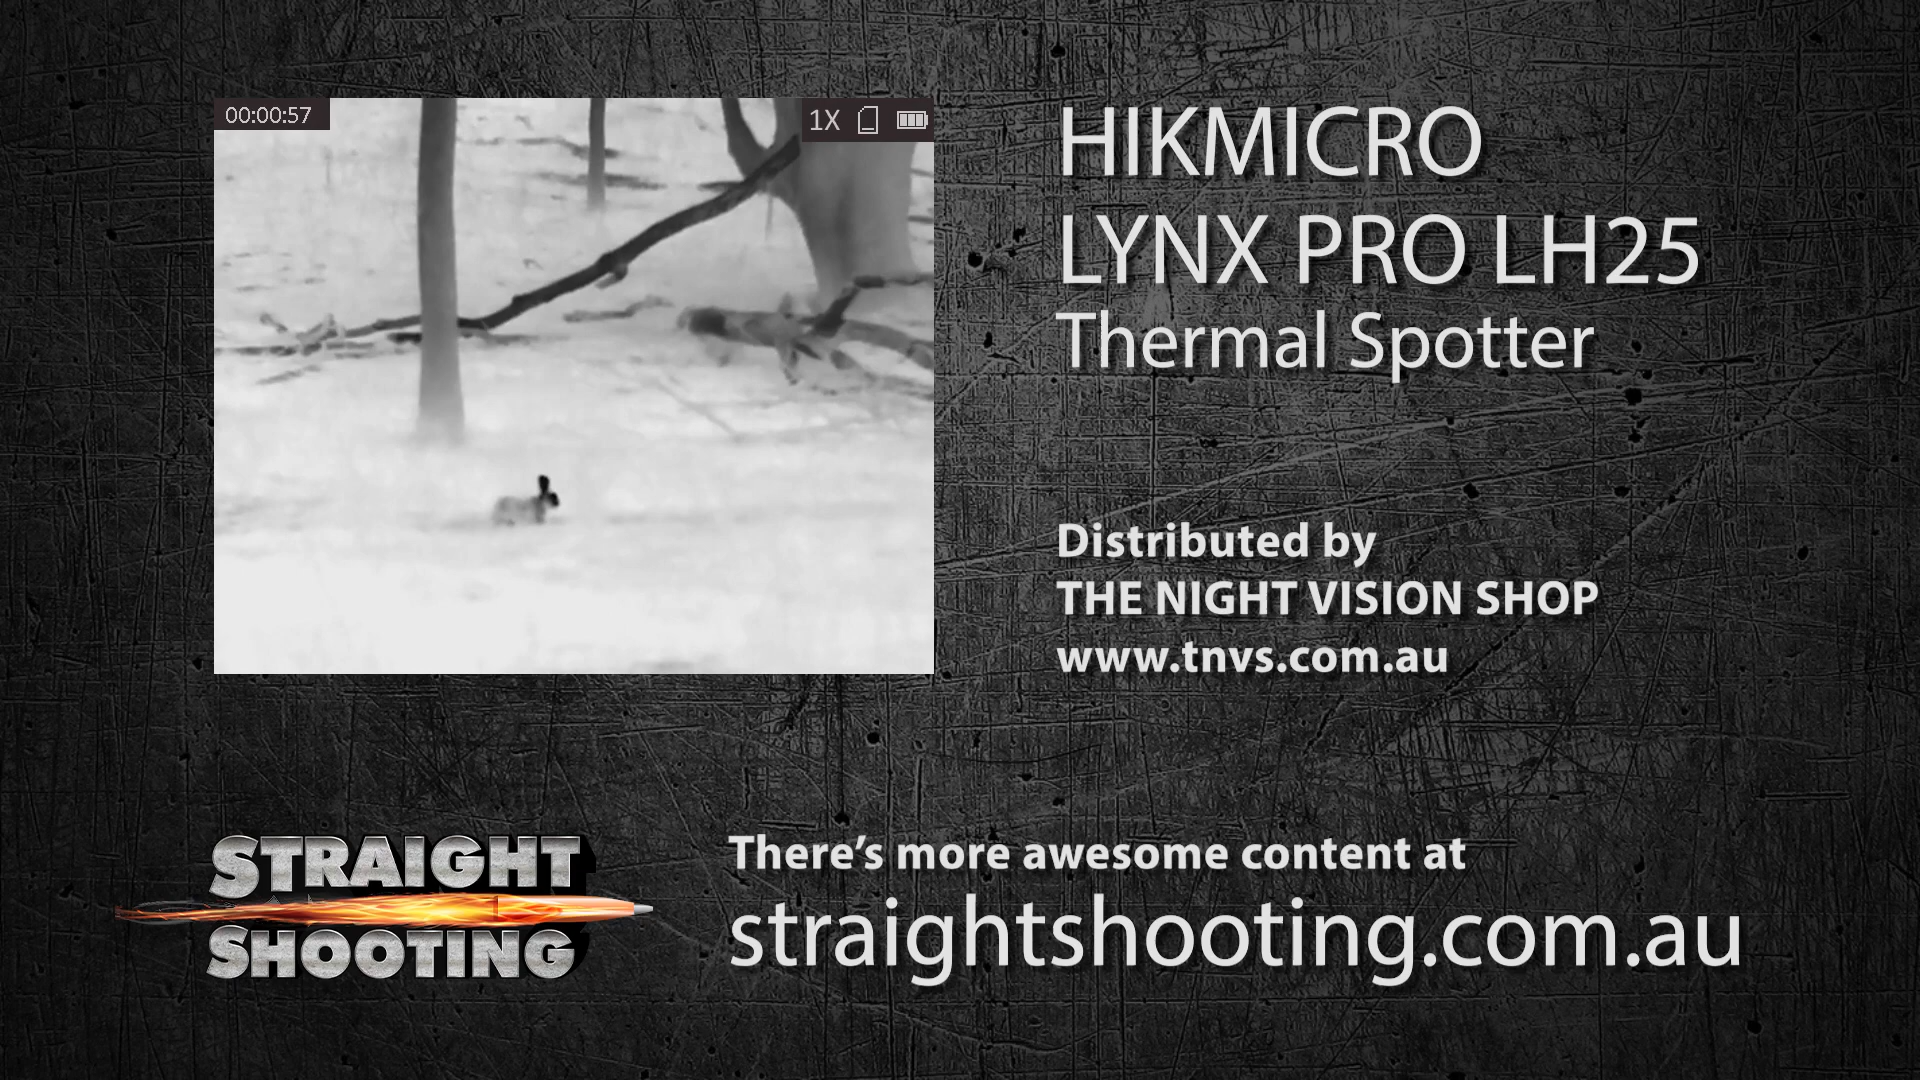 00:00:57
1X
HIKMICRO
LYNX PRO LH25
Thermal Spotter
Distributed by
THE NIGHT VISION SHOP
www.tnvs.com.au
STRAIGHT
SHOOTING
There's more awesome content at
straightshooting.com.au